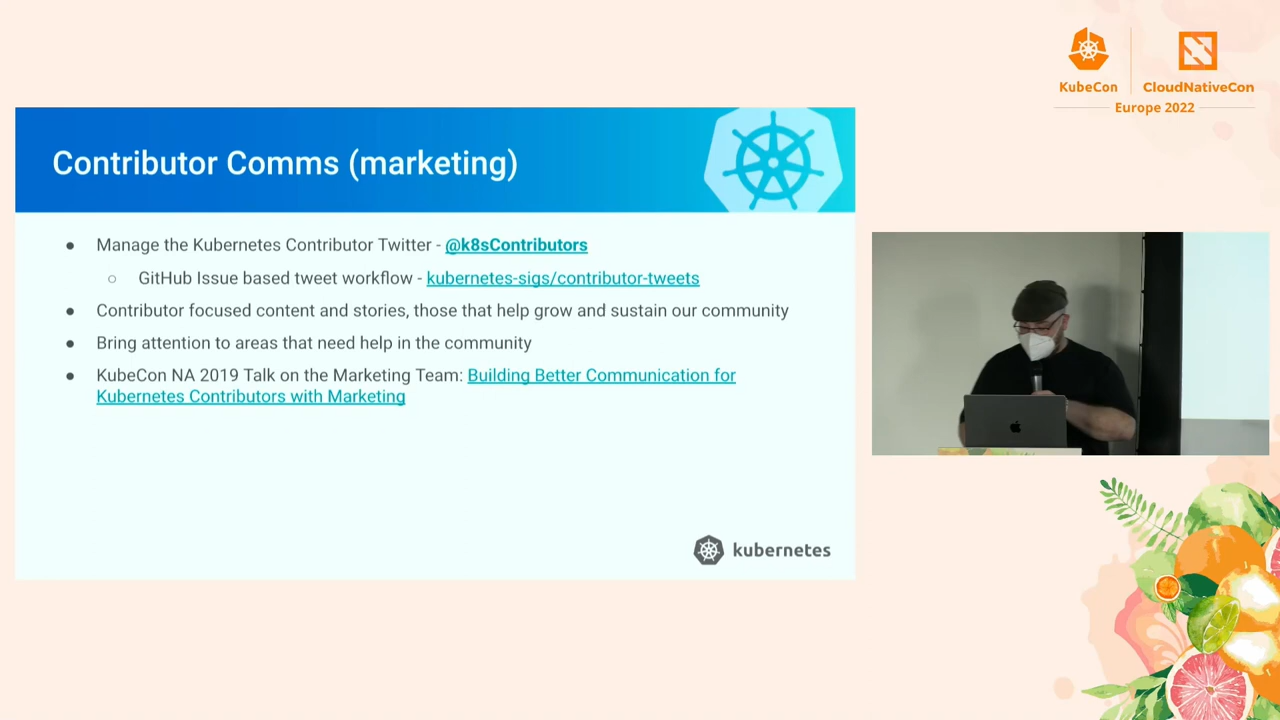 KubeCon
CloudNativeCon
Europe 2022
Contributor Comms (marketing)
● Manage the Kubernetes Contributor Twitter - @k8sContributors
○ GitHub Issue based tweet workflow - kubernetes-sigs/contributor-tweets
● Contributor focused content and stories, those that help grow and sustain our community
● Bring attention to areas that need help in the community
● KubeCon NA 2019 Talk on the Marketing Team: Building Better Communication for
Kubernetes Contributors with Marketing
kubernetes